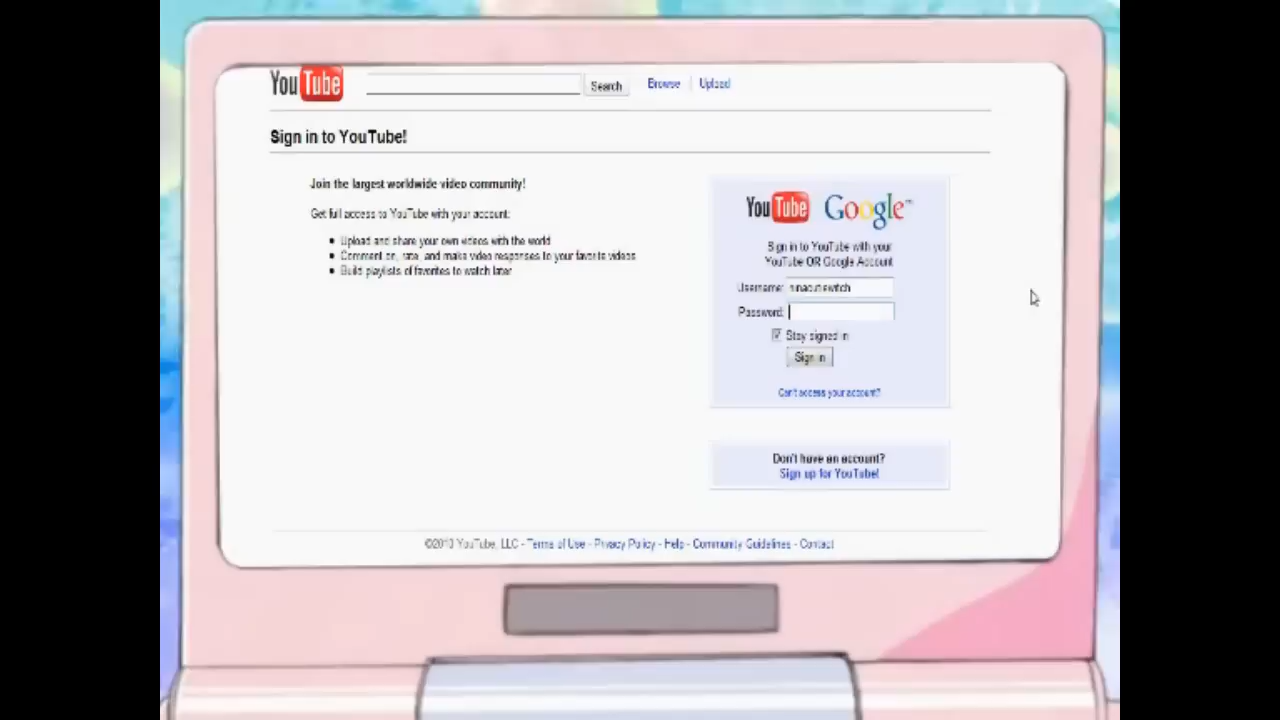 YouTube Search Browse Upload
Sign in to YouTube!
Join the largest worldwide video community!
Get full access to YouTube with your account:
Upload and share your own videos with the world
Comment on, rate, and make video responses to your favorite videos
Build playlists of favorites to watch later
YouTube Google™
Sign in to YouTube with your
YouTube OR Google Account
Username: ninacutiewitch
Password:
Stay signed in
Sign in
Can't access your account?
Don't have an account?
Sign up for YouTube!
©2010 YouTube, LLC - Terms of Use - Privacy Policy - Help - Community Guidelines - Contact